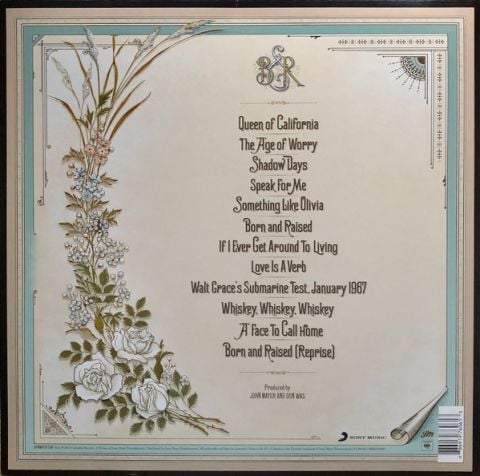 B&R
Queen of California
The Age of Worry
Shadow Days
Speak For Me
Something Like Olivia
Born and Raised
If I Ever Get Around To Living
Love Is A Verb
Walt Grace's Submarine Test, January 1967
Whiskey, Whiskey, Whiskey
A Face To Call Home
Born and Raised (Reprise)
Produced by
JOHN MAYER AND DON WAS
SONY MUSIC